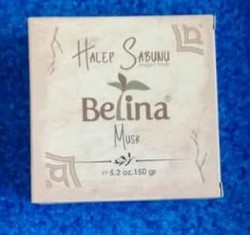 HALEP SABUNU
Belina®
MUSK
e 5.2 oz.150 gr